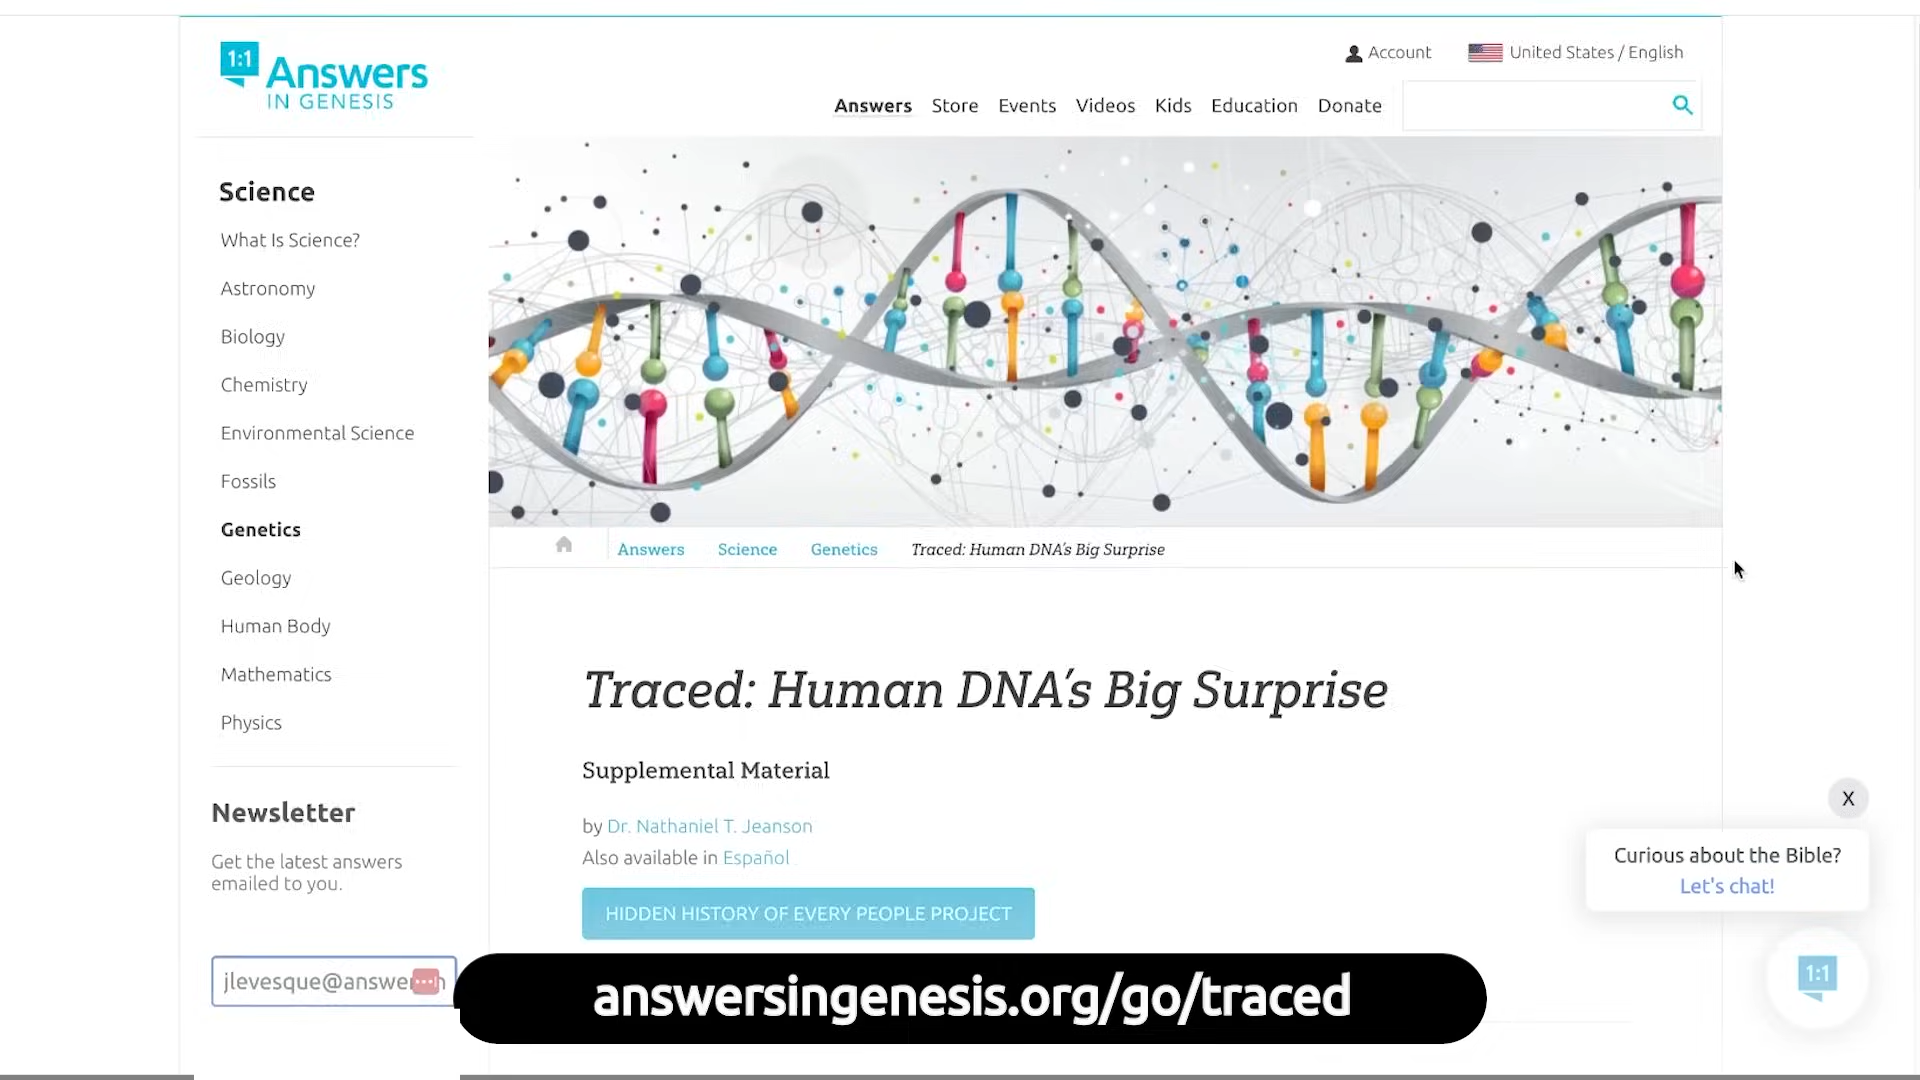 1:1 Answers
IN GENESIS
Account
United States / English
Answers Store Events Videos Kids Education Donate
Science
What Is Science?
Astronomy
Biology
Chemistry
Environmental Science
Fossils
Genetics
Geology
Human Body
Mathematics
Physics
Newsletter
Get the latest answers
emailed to you.
Answers Science Genetics Traced: Human DNA's Big Surprise
Traced: Human DNA's Big Surprise
Supplemental Material
by Dr. Nathaniel T. Jeanson
Also available in Español
HIDDEN HISTORY OF EVERY PEOPLE PROJECT
X
Curious about the Bible?
Let's chat!
1:1
answersingenesis.org/go/traced